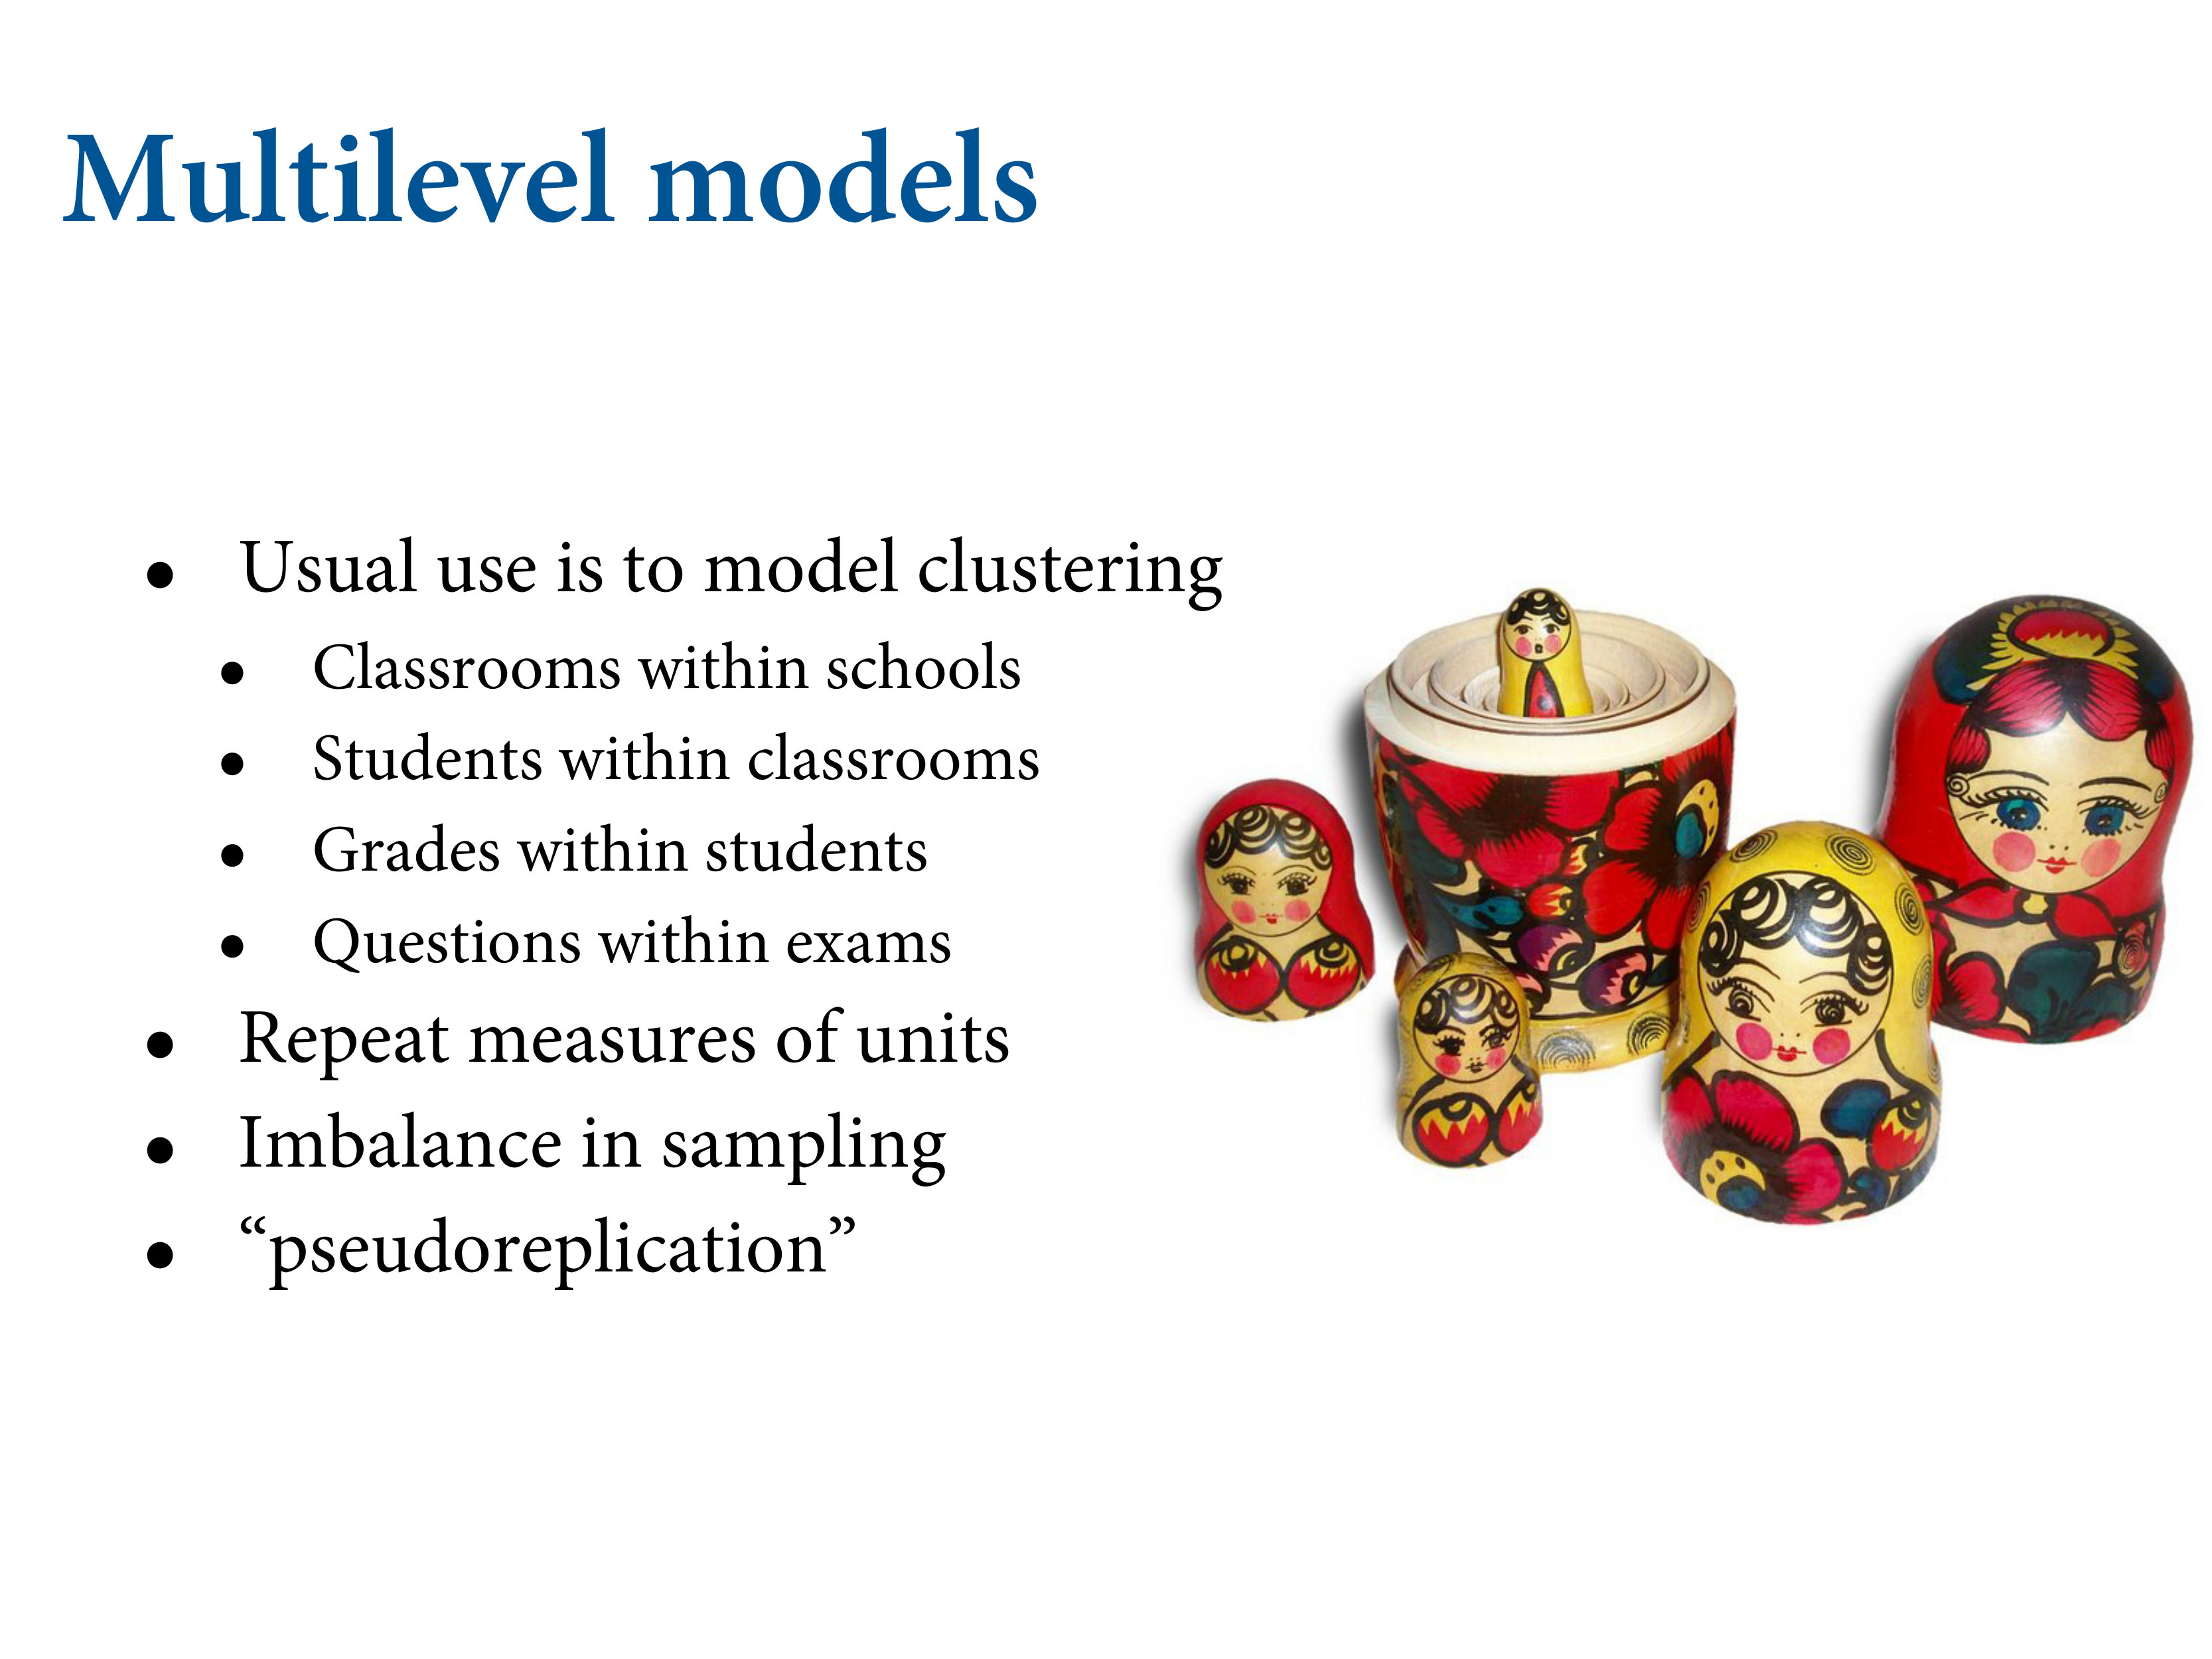 Multilevel models
• Usual use is to model clustering
• Classrooms within schools
• Students within classrooms
• Grades within students
• Questions within exams
• Repeat measures of units
• Imbalance in sampling
• “pseudoreplication”